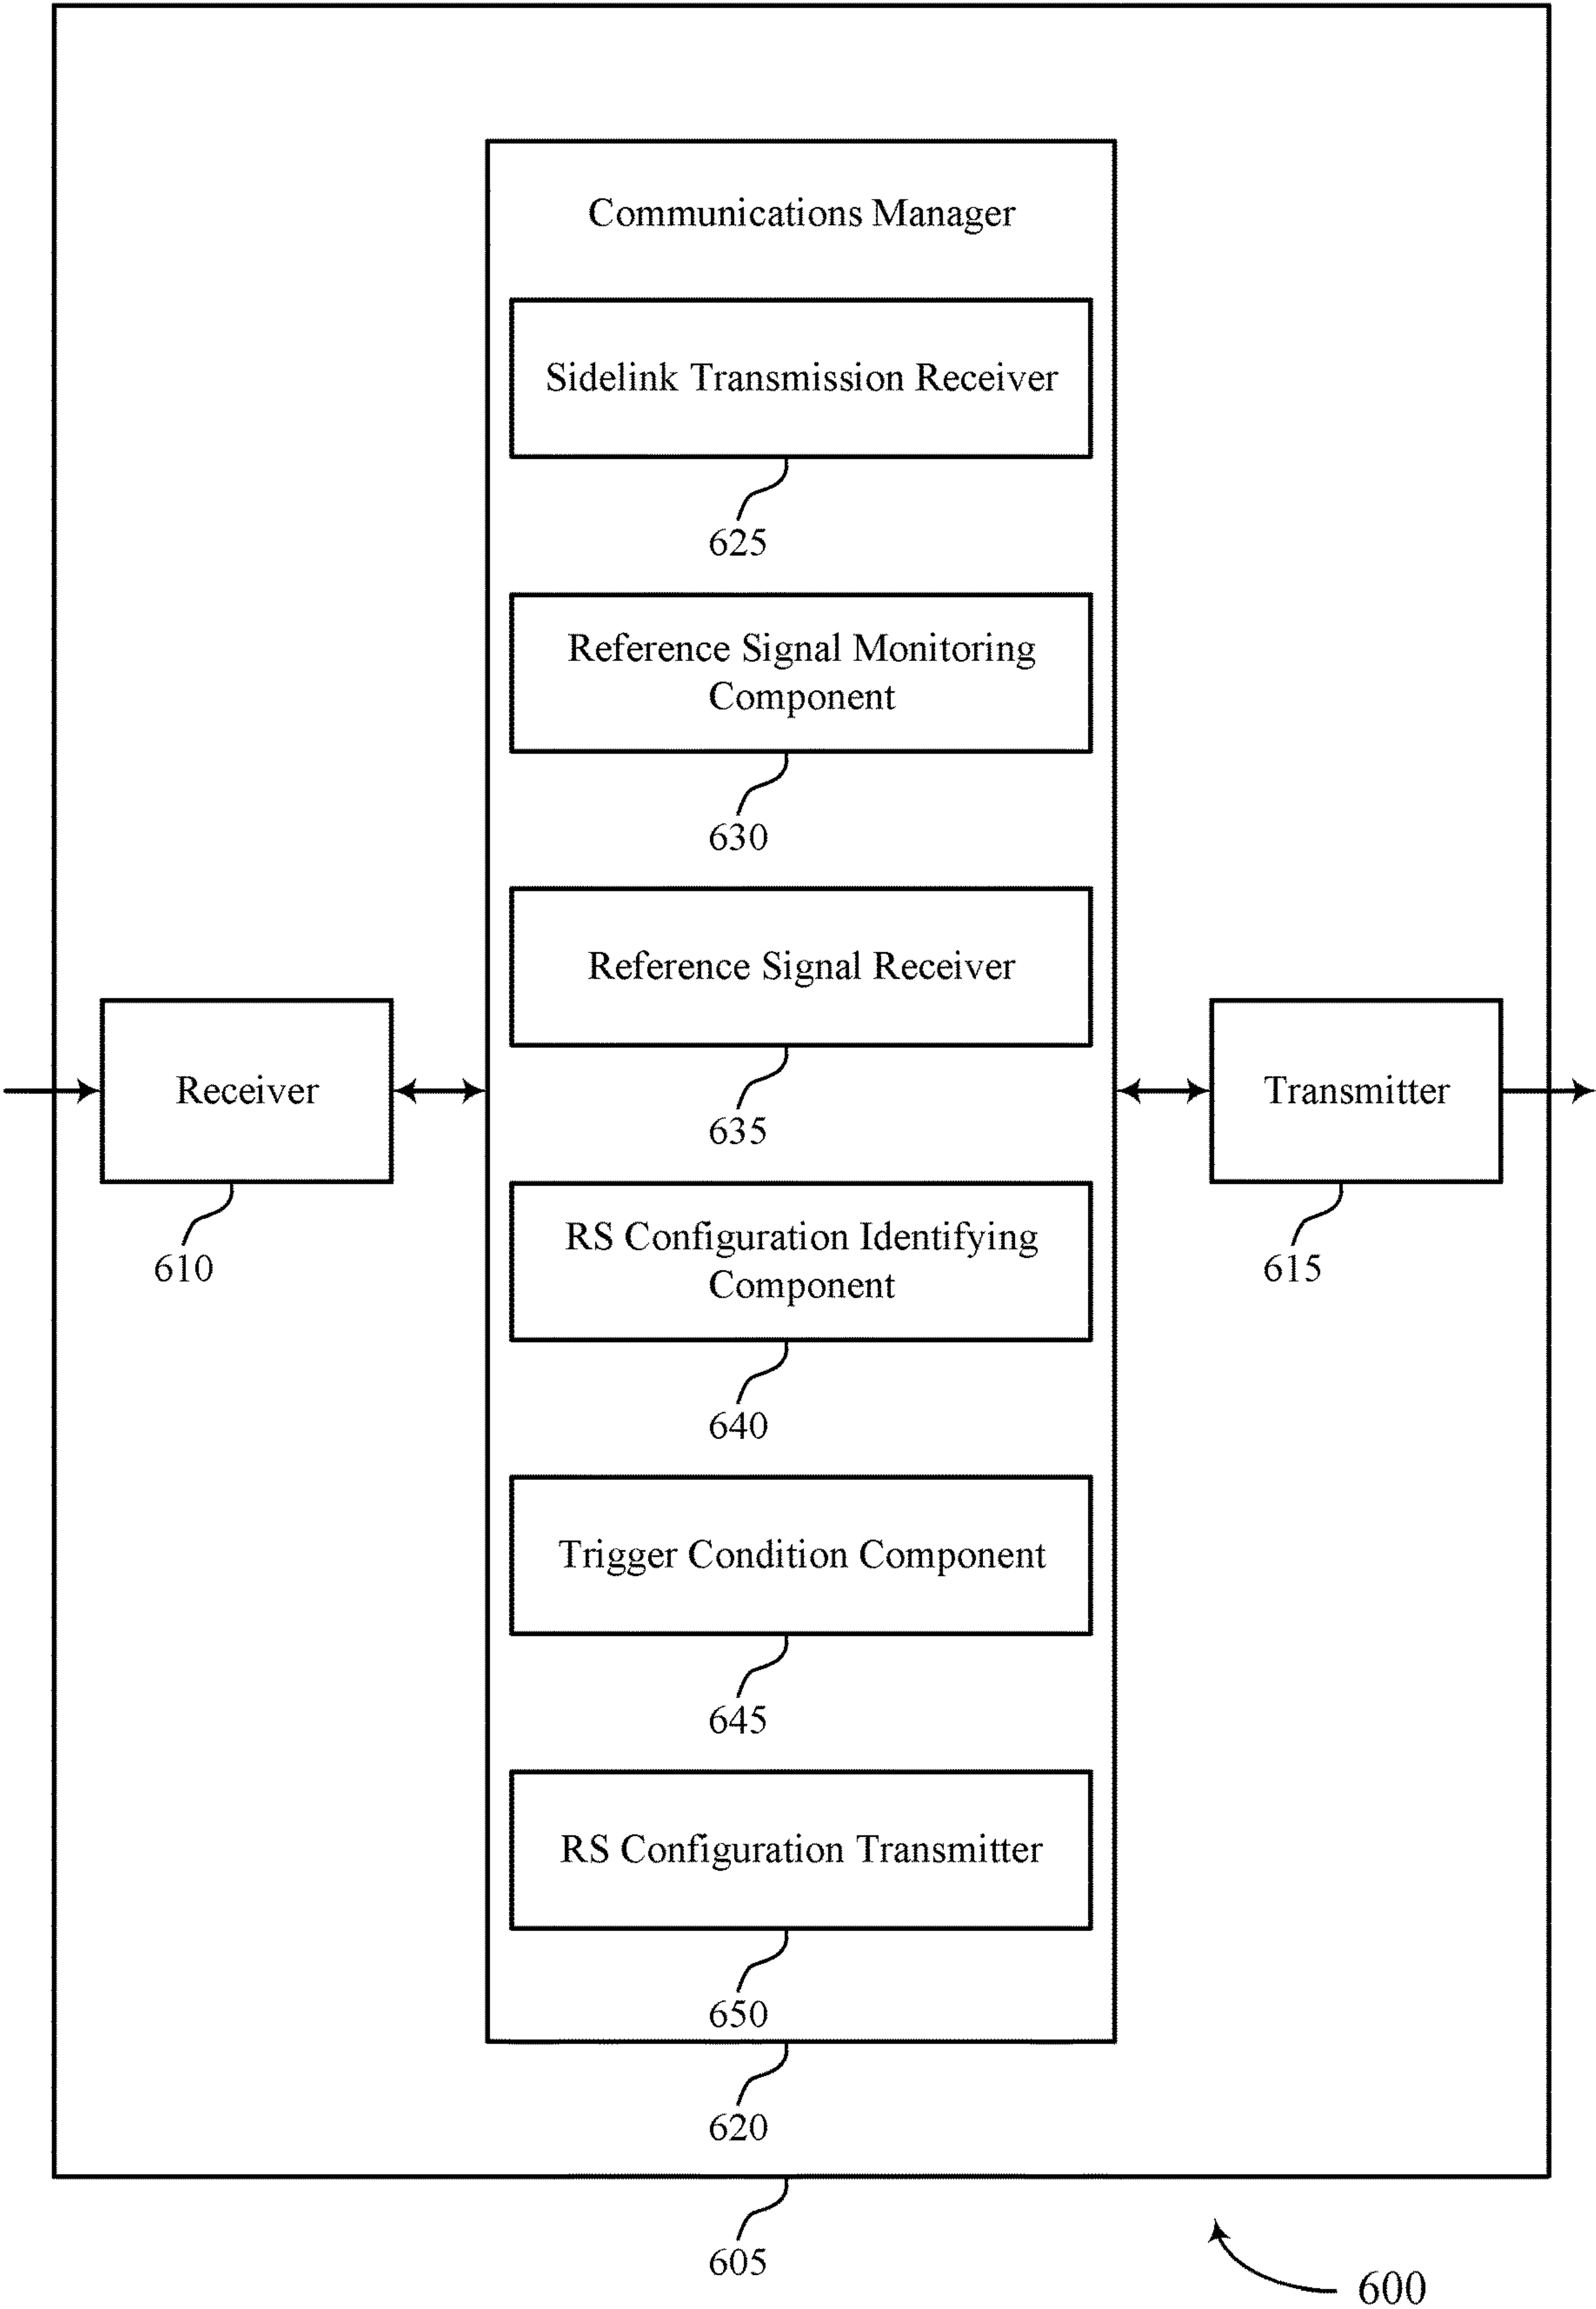 Communications Manager
Sidelink Transmission Receiver
625
Reference Signal Monitoring
Component
630
Reference Signal Receiver
635
Receiver
610
Transmitter
615
RS Configuration Identifying
Component
640
Trigger Condition Component
645
RS Configuration Transmitter
650
620
605
600